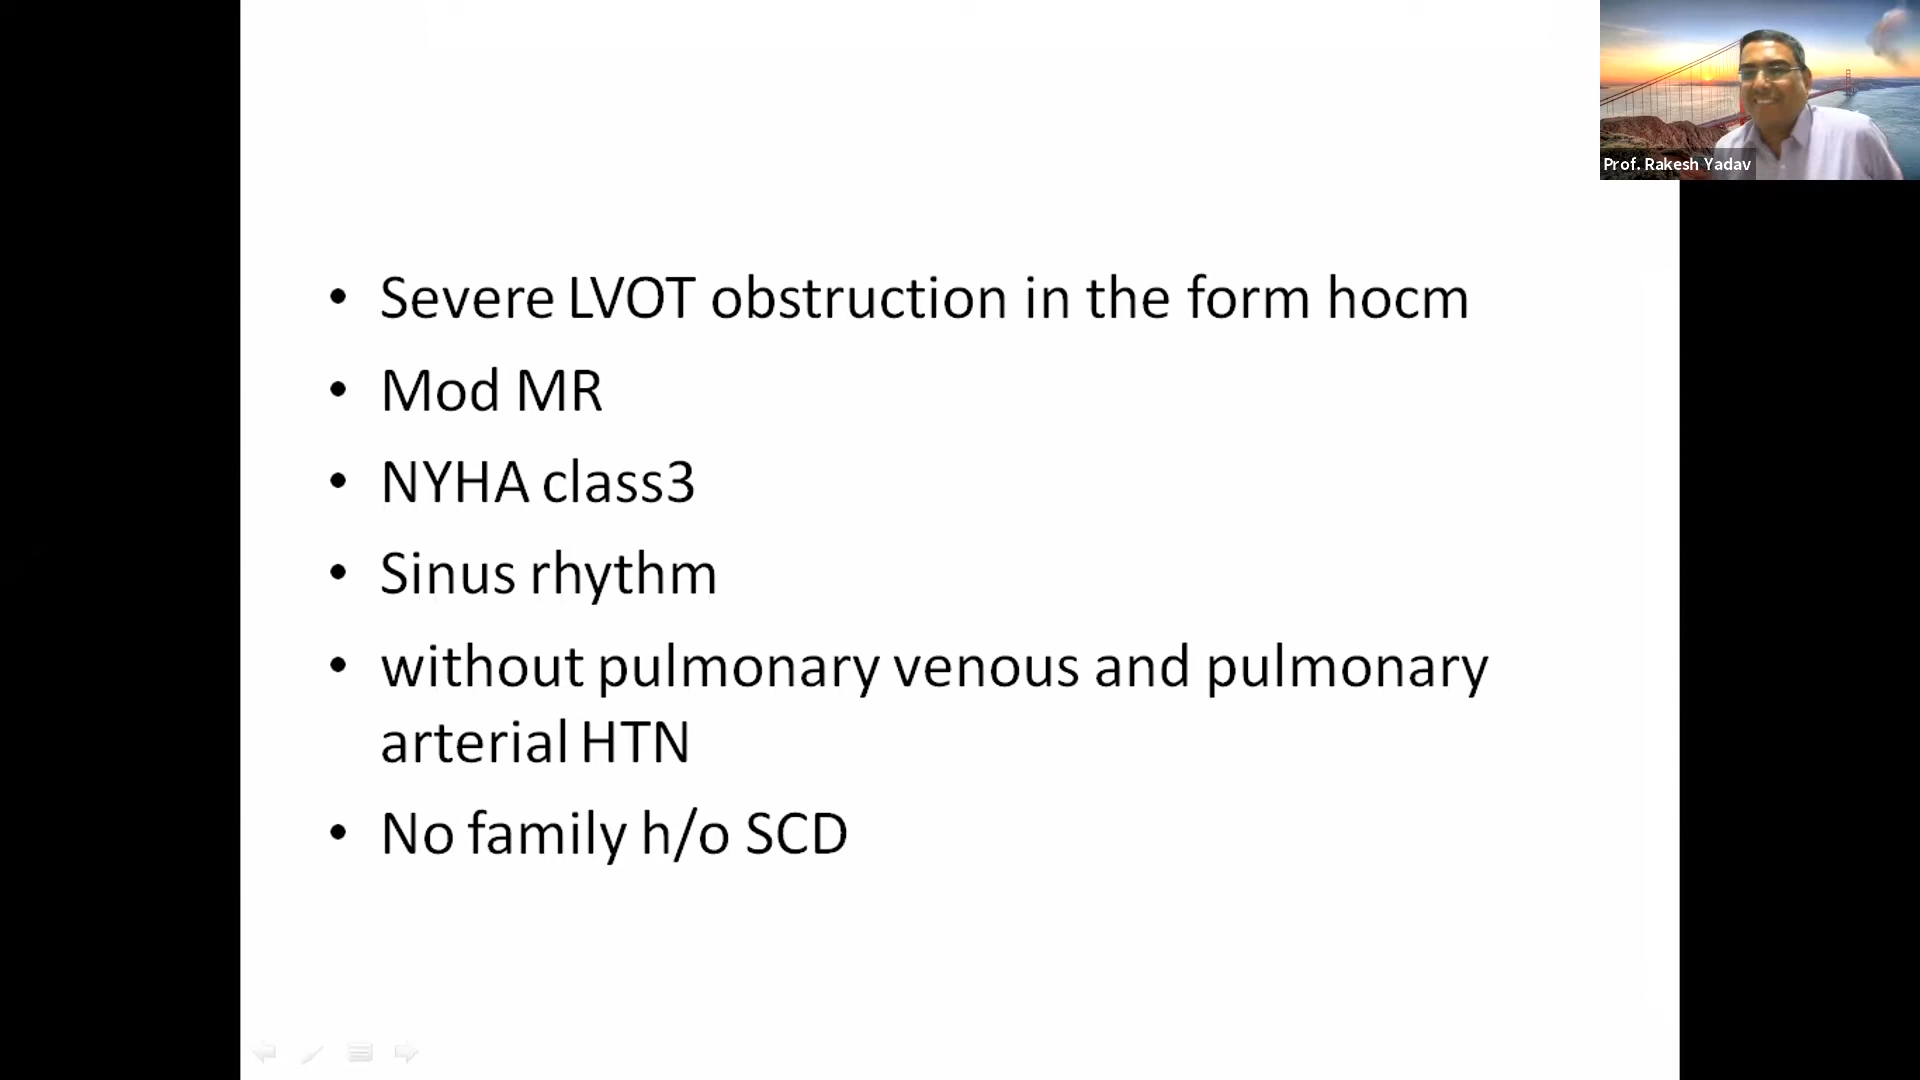 Prof. Rakesh Yadav
• Severe LVOT obstruction in the form hocm
• Mod MR
• NYHA class3
• Sinus rhythm
• without pulmonary venous and pulmonary
arterial HTN
• No family h/o SCD